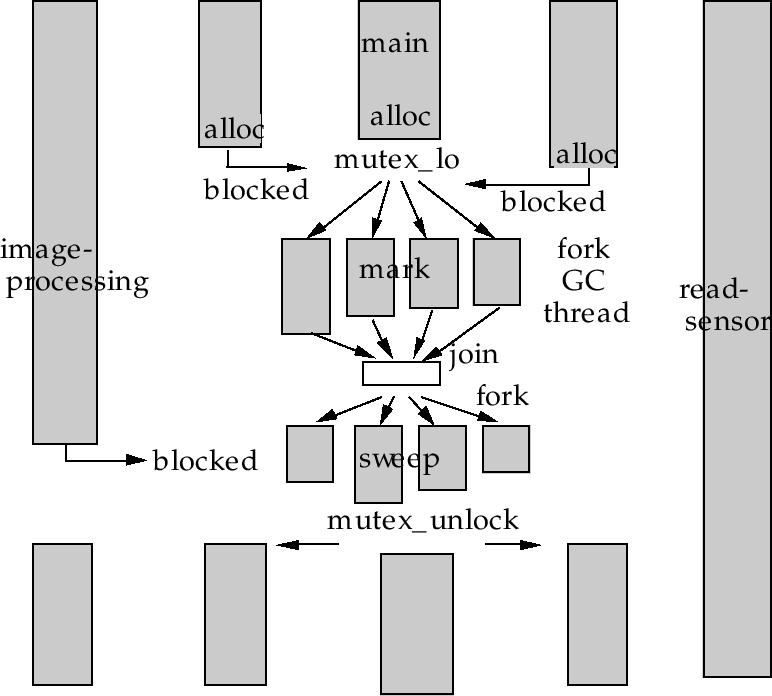 main
alloc
alloc
alloc
mutex_lo
blocked
blocked
image-
processing
mark
fork
GC
thread
read-
sensor
join
fork
blocked
sweep
mutex_unlock